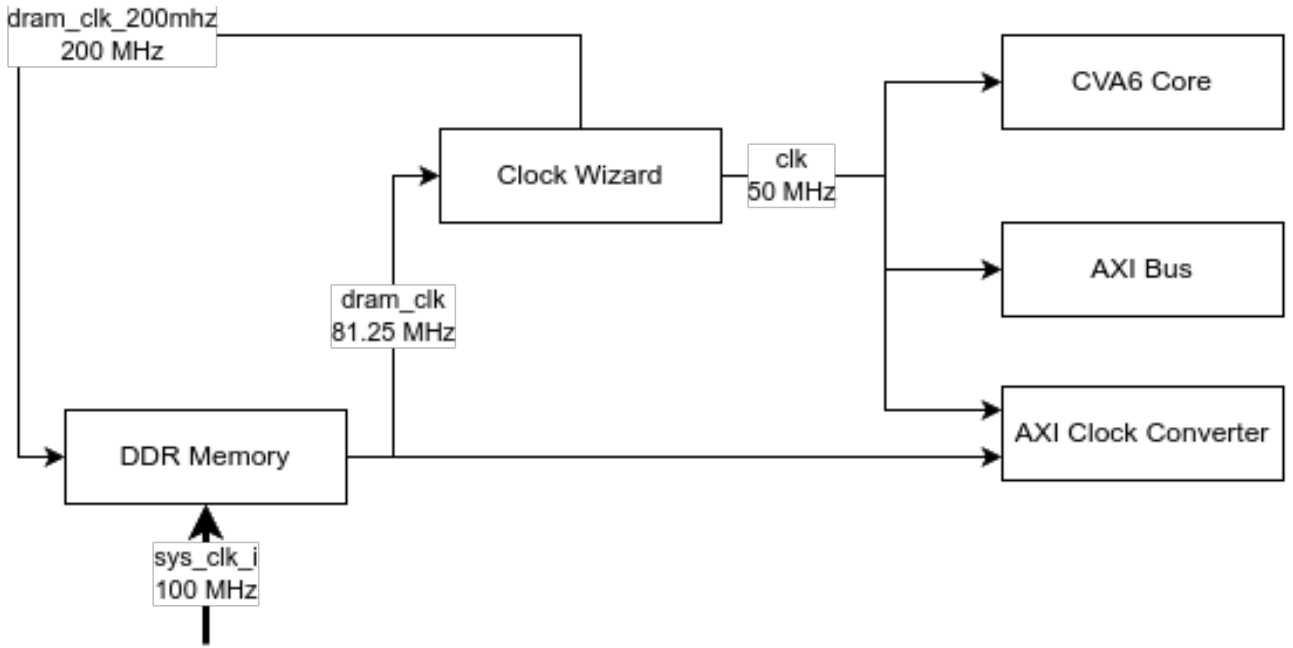 dram_clk_200mhz
200 MHz
CVA6 Core
Clock Wizard
clk
50 MHz
AXI Bus
dram_clk
81.25 MHz
AXI Clock Converter
DDR Memory
sys_clk_i
100 MHz